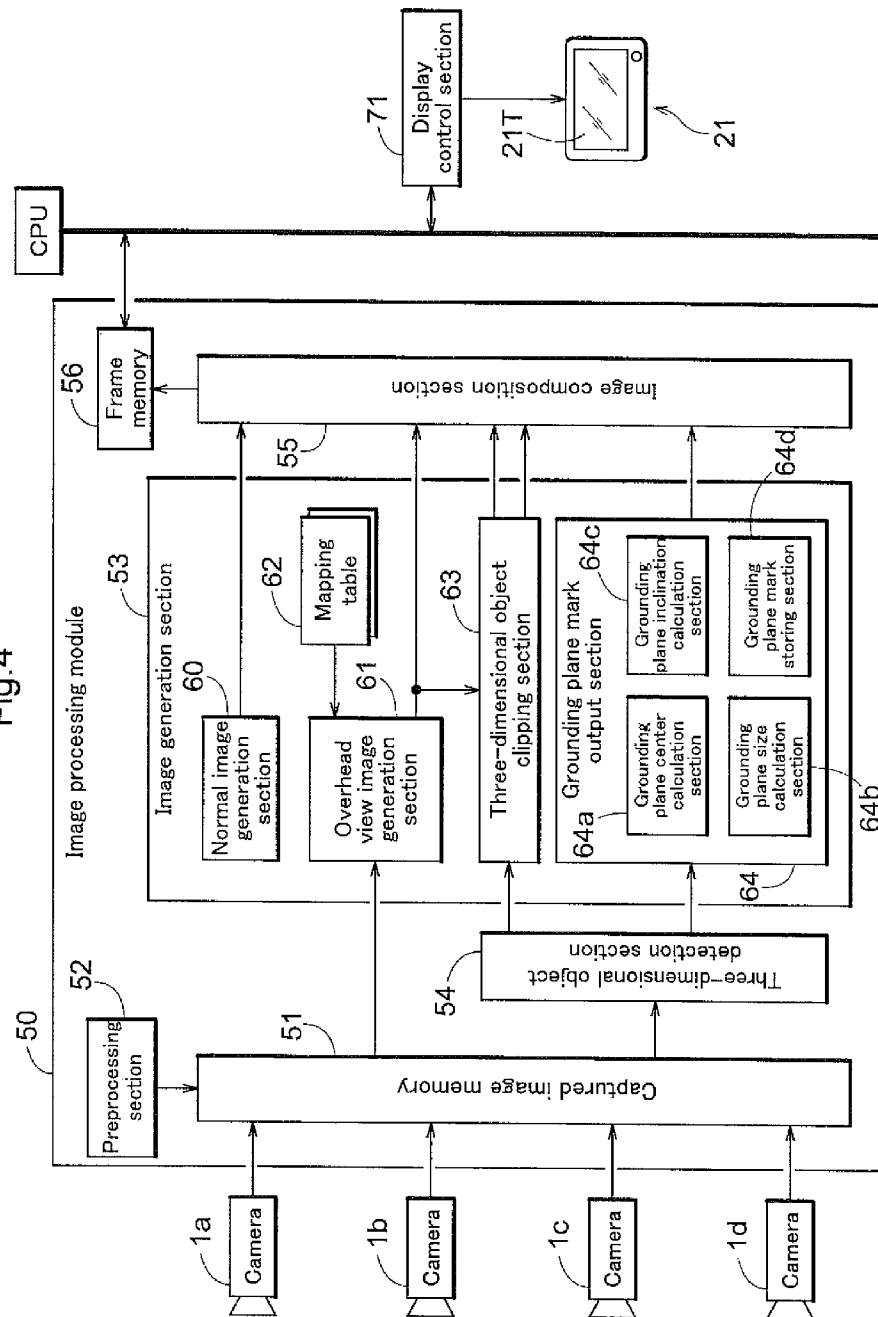 Fig.4
Image processing module
50
52
Preprocessing
section
51
Captured image memory
1a
Camera
1b
Camera
1c
Camera
1d
Camera
54
Three-dimensional object
detection section
53
Image generation section
60
Normal image
generation
section
62
Mapping
table
61
Overhead
view image
generation
section
63
Three-dimensional object
clipping section
Grounding plane mark
output section
64
64a
Grounding
plane center
calculation
section
64b
Grounding
plane size
calculation
section
64c
Grounding
plane inclination
calculation
section
64d
Grounding
plane mark
storing section
55
Image composition section
56
Frame
memory
CPU
71
Display
control section
21T
21